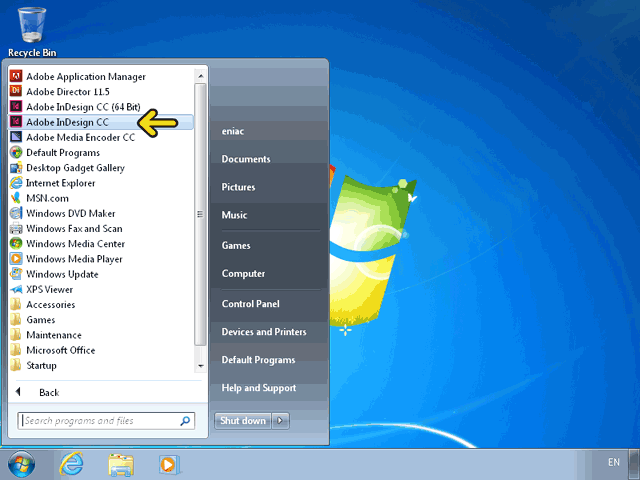 Recycle Bin
Adobe Application Manager
Adobe Director 11.5
Adobe InDesign CC (64 Bit)
Adobe InDesign CC
Adobe Media Encoder CC
Default Programs
Desktop Gadget Gallery
Internet Explorer
MSN.com
Windows DVD Maker
Windows Fax and Scan
Windows Media Center
Windows Media Player
Windows Update
XPS Viewer
Accessories
Games
Maintenance
Microsoft Office
Startup
Back
Search programs and files
eniac
Documents
Pictures
Music
Games
Computer
Control Panel
Devices and Printers
Default Programs
Help and Support
Shut down
EN